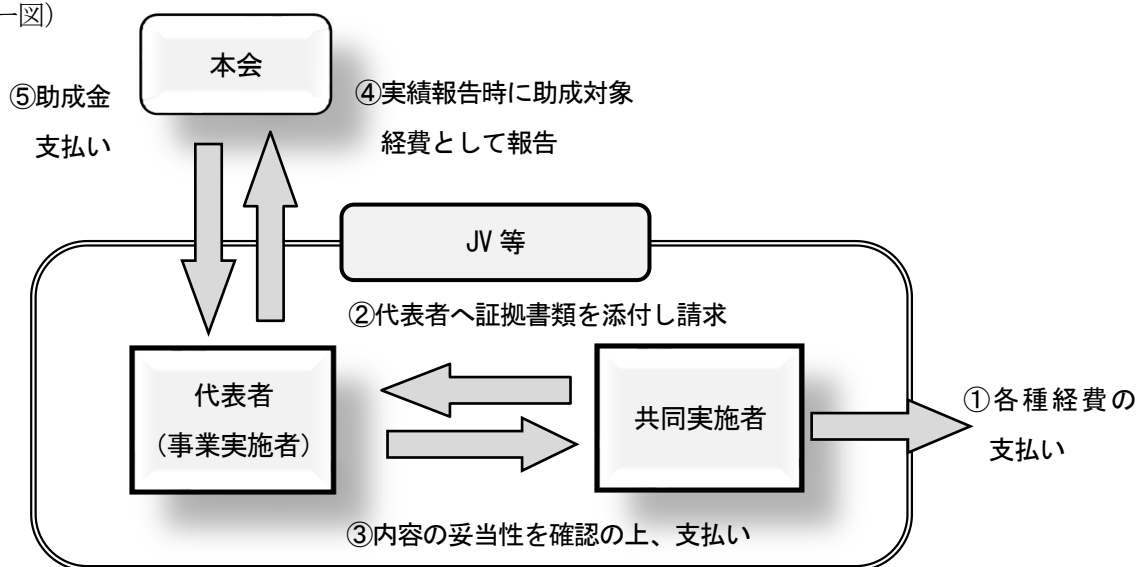 一図）
本会
⑤助成金
支払い
④実績報告時に助成対象
経費として報告
JV 等
②代表者へ証拠書類を添付し請求
代表者
（事業実施者）
共同実施者
①各種経費の
支払い
③内容の妥当性を確認の上、支払い